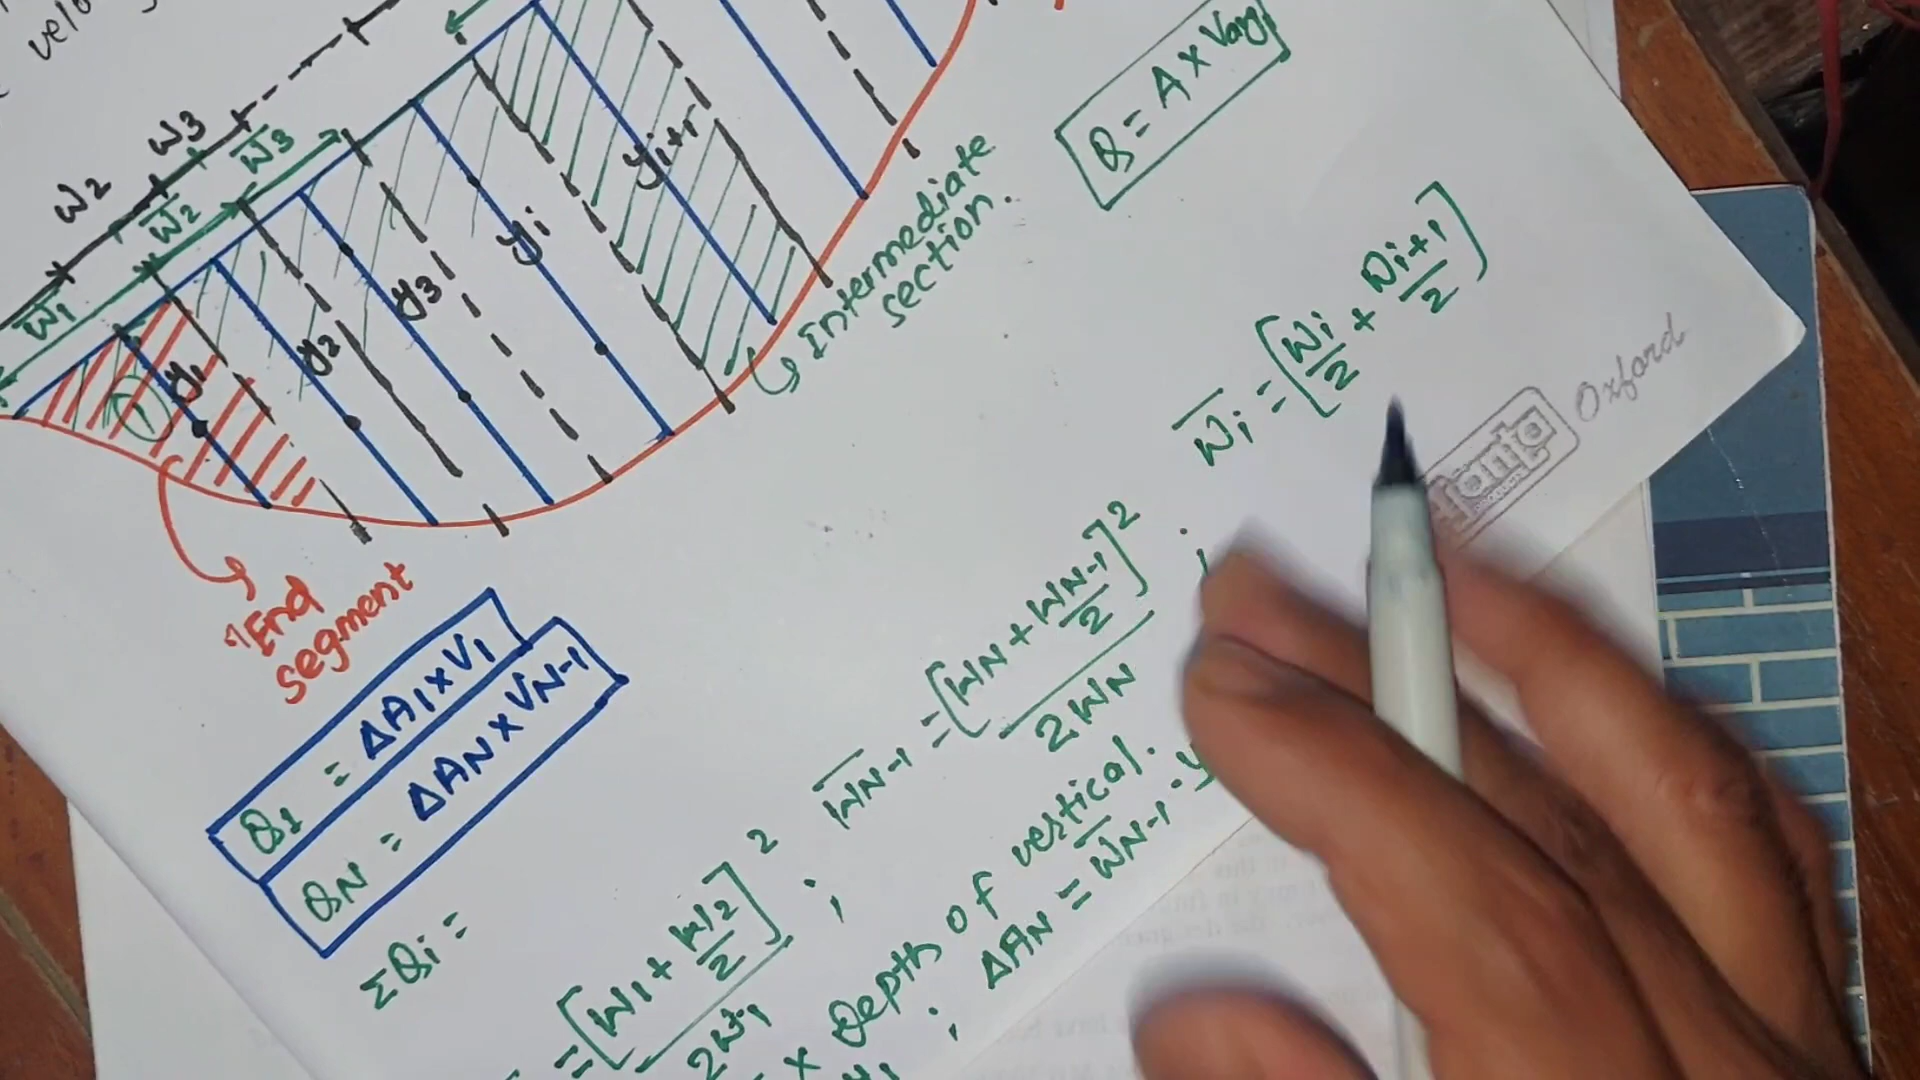 W2
W3
W̅1
W̅2
W̅3
y1
y2
y3
yi
yi+1
1
Intermediate
section.
End
segment
Q = A x Vavg
W̅i = [Wi/2 + Wi+1/2]
Q1 = ΔA1 x V1
QN = ΔAN x VN-1
ΣQi =
W̅N-1 = [WN + WN-1/2]² / 2WN ;
= [W1 + W2/2]² / 2W1 ;
x Depth of vertical.
; ΔAN = W̅N-1 . y
Oxford